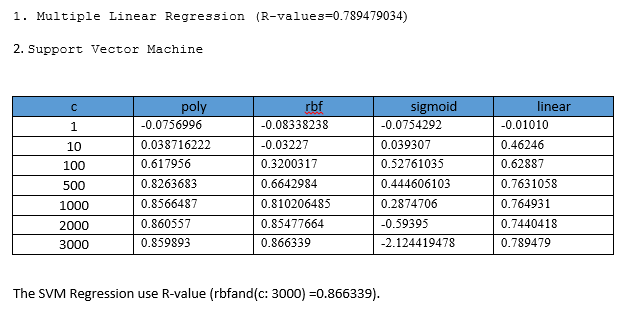 1. Multiple Linear Regression (R-values=0.789479034)
2. Support Vector Machine
c poly rbf sigmoid linear
1 -0.0756996 -0.08338238 -0.0754292 -0.01010
10 0.038716222 -0.03227 0.039307 0.46246
100 0.617956 0.3200317 0.52761035 0.62887
500 0.8263683 0.6642984 0.444606103 0.7631058
1000 0.8566487 0.810206485 0.2874706 0.764931
2000 0.860557 0.85477664 -0.59395 0.7440418
3000 0.859893 0.866339 -2.124419478 0.789479
The SVM Regression use R-value (rbfand(c: 3000) =0.866339).